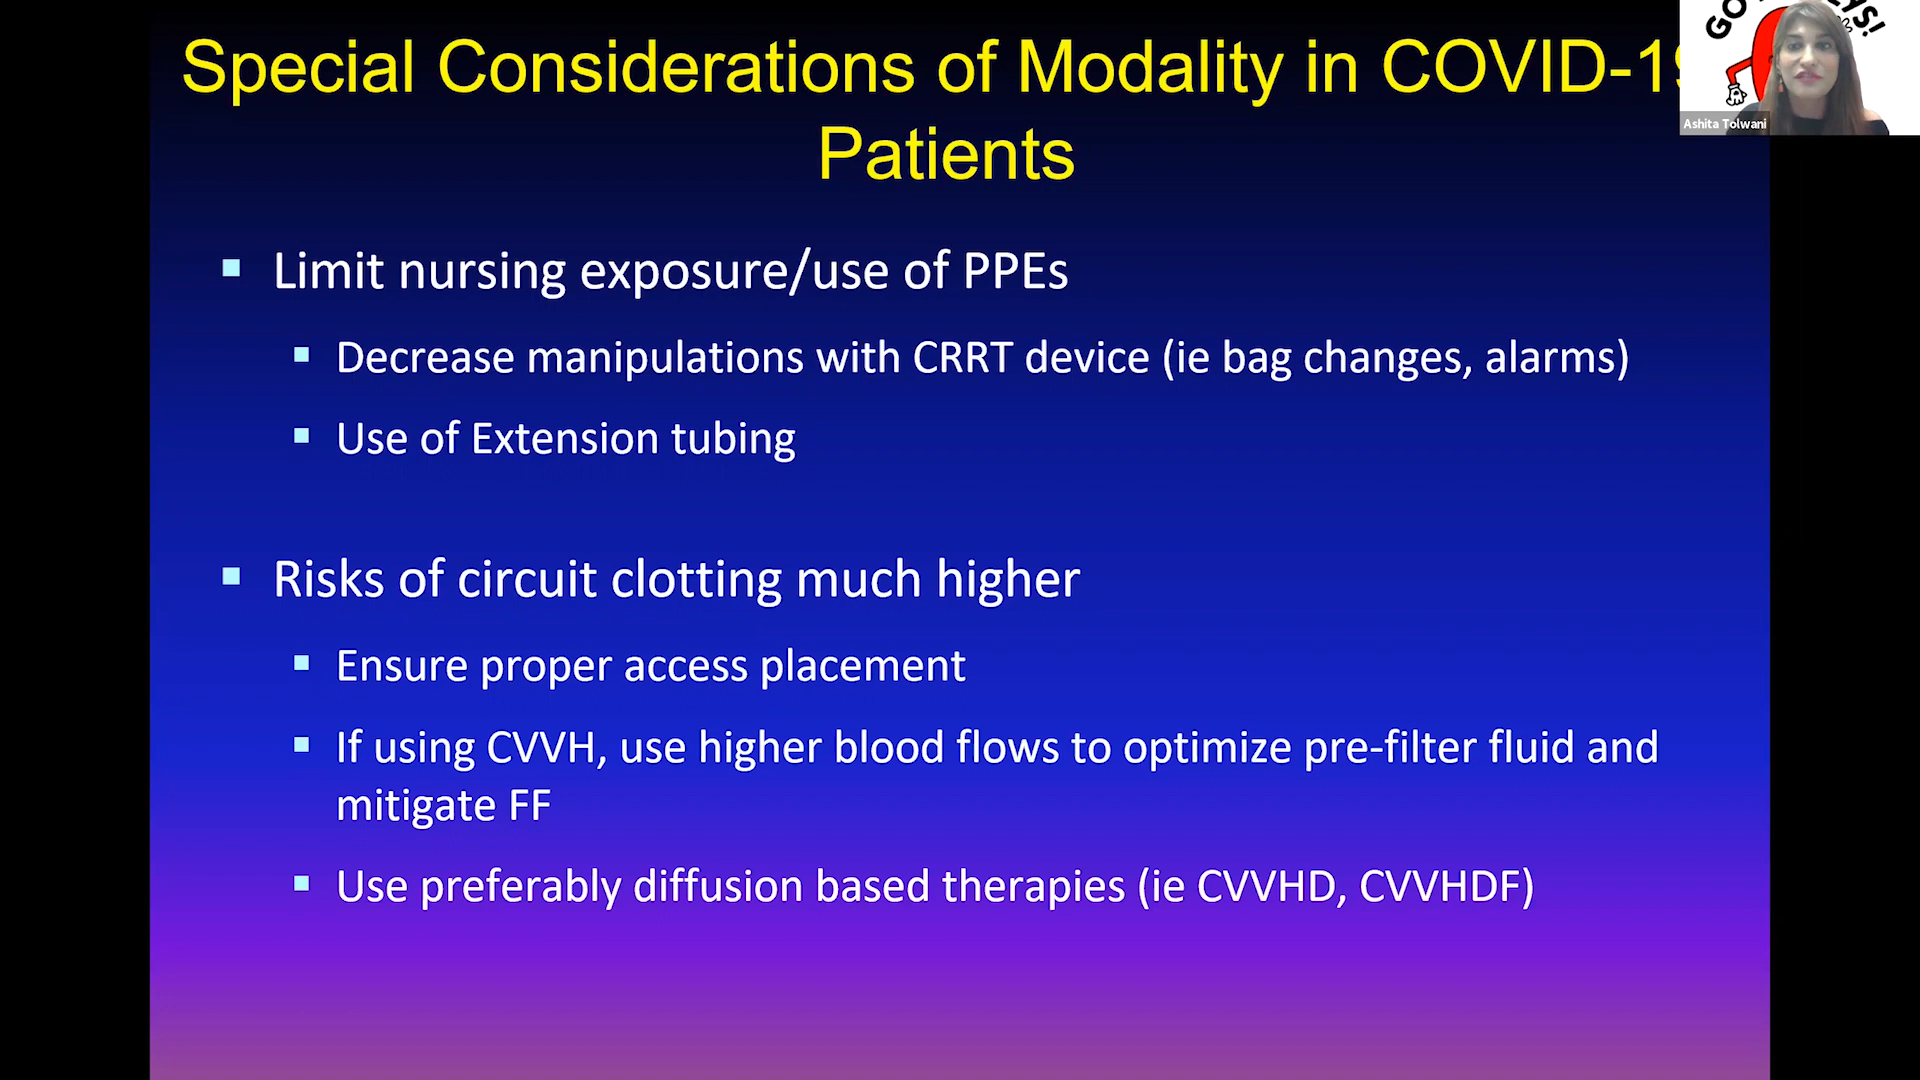 Special Considerations of Modality in COVID-19
Patients
Limit nursing exposure/use of PPEs
Decrease manipulations with CRRT device (ie bag changes, alarms)
Use of Extension tubing
Risks of circuit clotting much higher
Ensure proper access placement
If using CVVH, use higher blood flows to optimize pre-filter fluid and
mitigate FF
Use preferably diffusion based therapies (ie CVVHD, CVVHDF)
GO
Ashita Tolwani